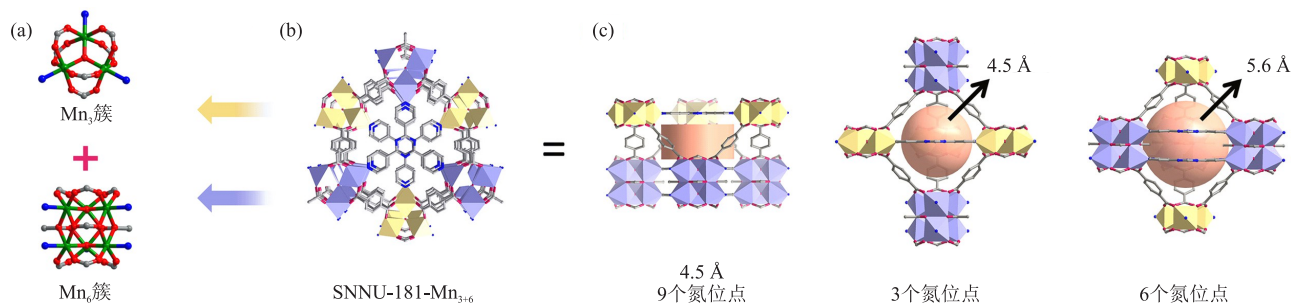 (a)
Mn₃簇
+
Mn₆簇
(b)
SNNU-181-Mn₃₊₆
=
(c)
4.5 Å
9个氮位点
4.5 Å
3个氮位点
5.6 Å
6个氮位点